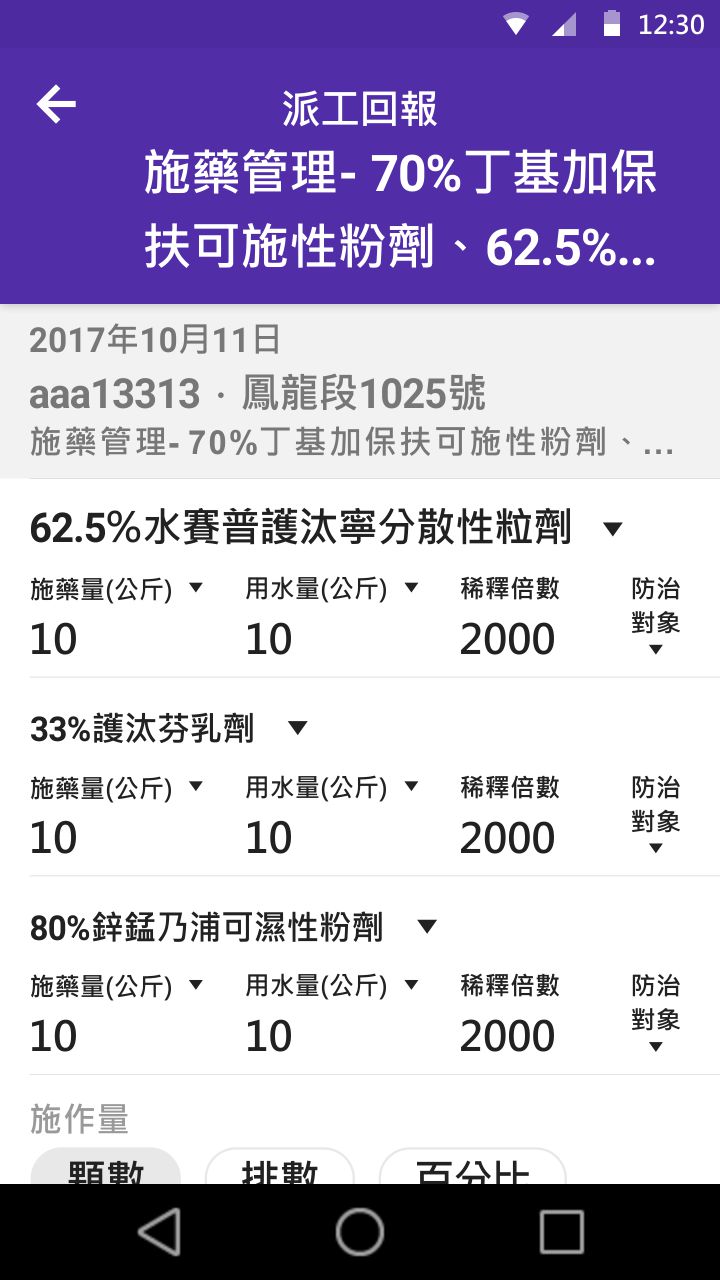 12:30
派工回報
施藥管理- 70%丁基加保
扶可施性粉劑、62.5%...
2017年10月11日
aaa13313 · 鳳龍段1025號
施藥管理- 70%丁基加保扶可施性粉劑、...
62.5%水賽普護汰寧分散性粒劑
施藥量(公斤) 用水量(公斤) 稀釋倍數 防治
對象
10 10 2000
33%護汰芬乳劑
施藥量(公斤) 用水量(公斤) 稀釋倍數 防治
對象
10 10 2000
80%鋅錳乃浦可濕性粉劑
施藥量(公斤) 用水量(公斤) 稀釋倍數 防治
對象
10 10 2000
施作量
顆數 排數 百分比